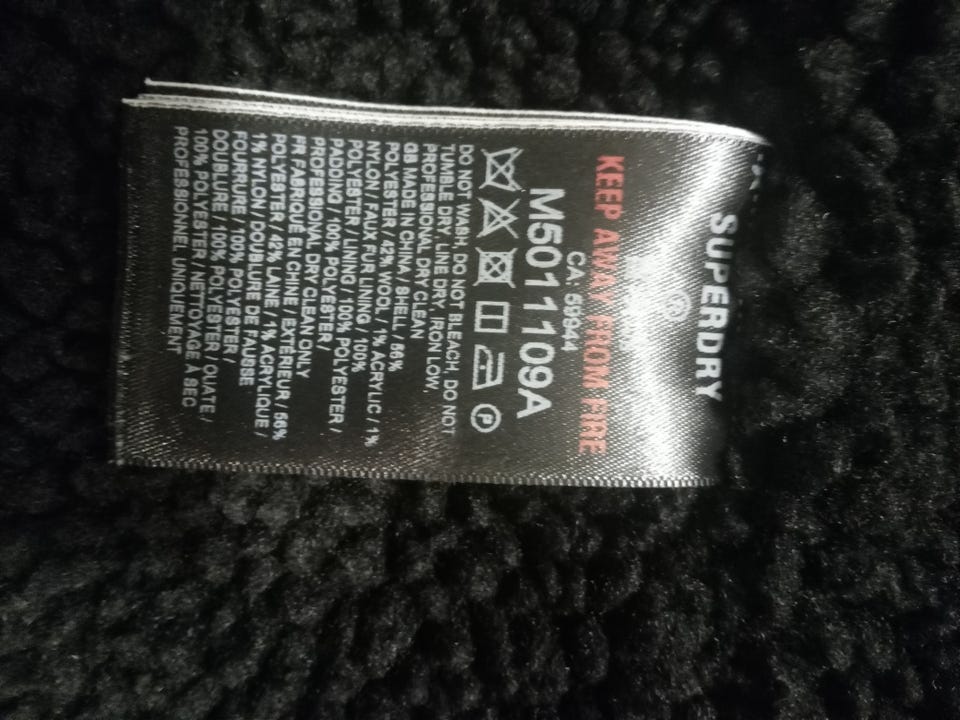 SUPERDRY
®
KEEP AWAY FROM FIRE
CA: 59944
M5011109A
P
DO NOT WASH, DO NOT BLEACH, DO NOT
TUMBLE DRY, LINE DRY, IRON LOW,
PROFESSIONAL DRY CLEAN
GB MADE IN CHINA / SHELL / 56%
POLYESTER / 42% WOOL / 1% ACRYLIC / 1%
NYLON / FAUX FUR LINING / 100%
POLYESTER / LINING / 100% POLYESTER /
PADDING / 100% POLYESTER /
PROFESSIONAL DRY CLEAN ONLY
FR FABRIQUÉ EN CHINE / EXTÉRIEUR / 56%
POLYESTER / 42% LAINE / 1% ACRYLIQUE /
1% NYLON / DOUBLURE DE FAUSSE
FOURRURE / 100% POLYESTER /
DOUBLURE / 100% POLYESTER / OUATE /
100% POLYESTER / NETTOYAGE À SEC
PROFESSIONNEL UNIQUEMENT